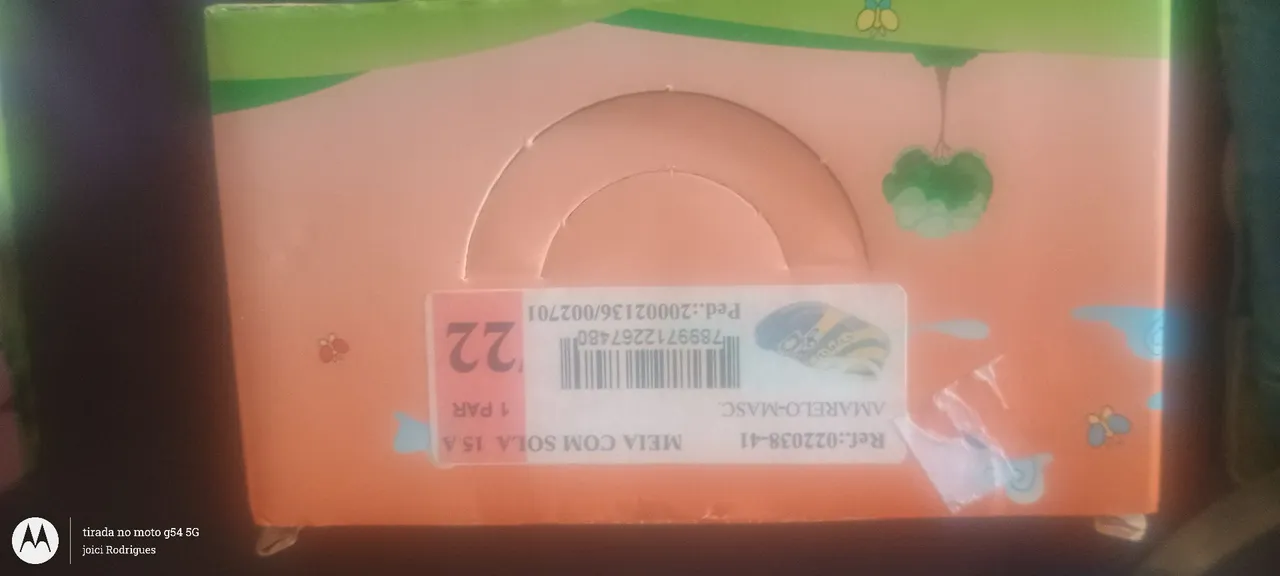 Ref.:022038-41 MEIA COM SOLA 15 A
AMARELO-MASC. 1 PAR
22
7899712267480
Ped.:20002136/002701
tirada no moto g54 5G
joici Rodrigues